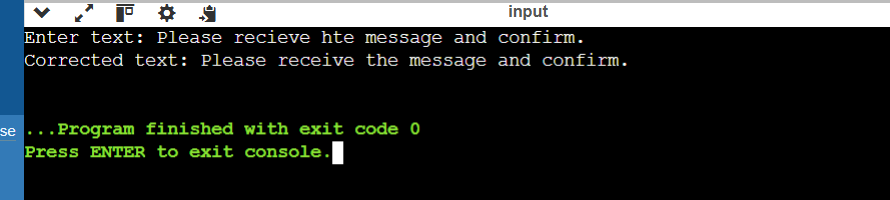 input
Enter text: Please recieve hte message and confirm.
Corrected text: Please receive the message and confirm.
...Program finished with exit code 0
se
Press ENTER to exit console.